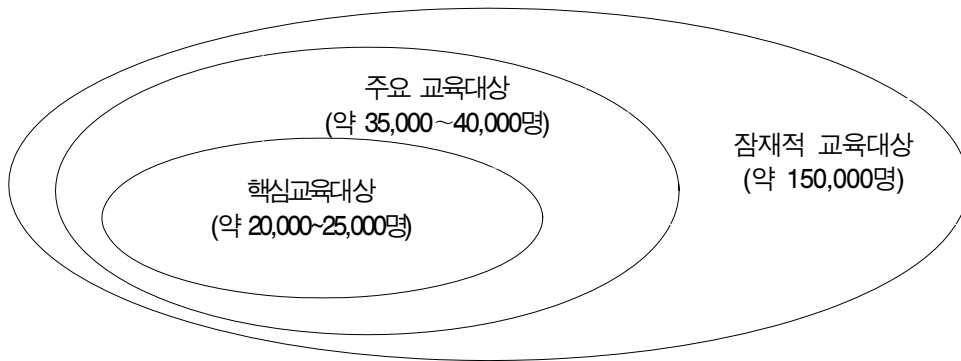 주요 교육대상
(약 35,000～40,000명)
잠재적 교육대상
(약 150,000명)
핵심교육대상
(약 20,000~25,000명)